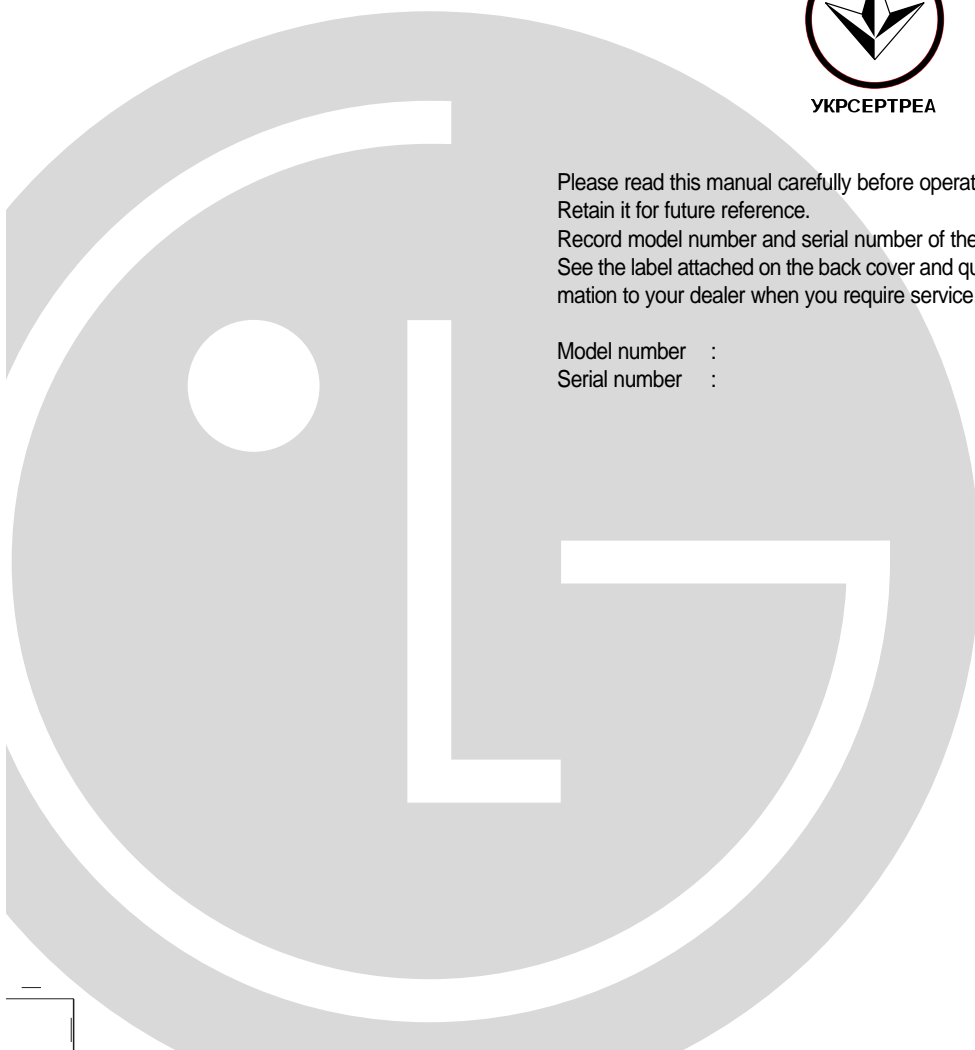 УКРСЕРТРЕА
Please read this manual carefully before
Retain it for future reference.
Record model number and serial number of the
See the label attached on the back cover and
mation to your dealer when you require service
Model number :
Serial number :